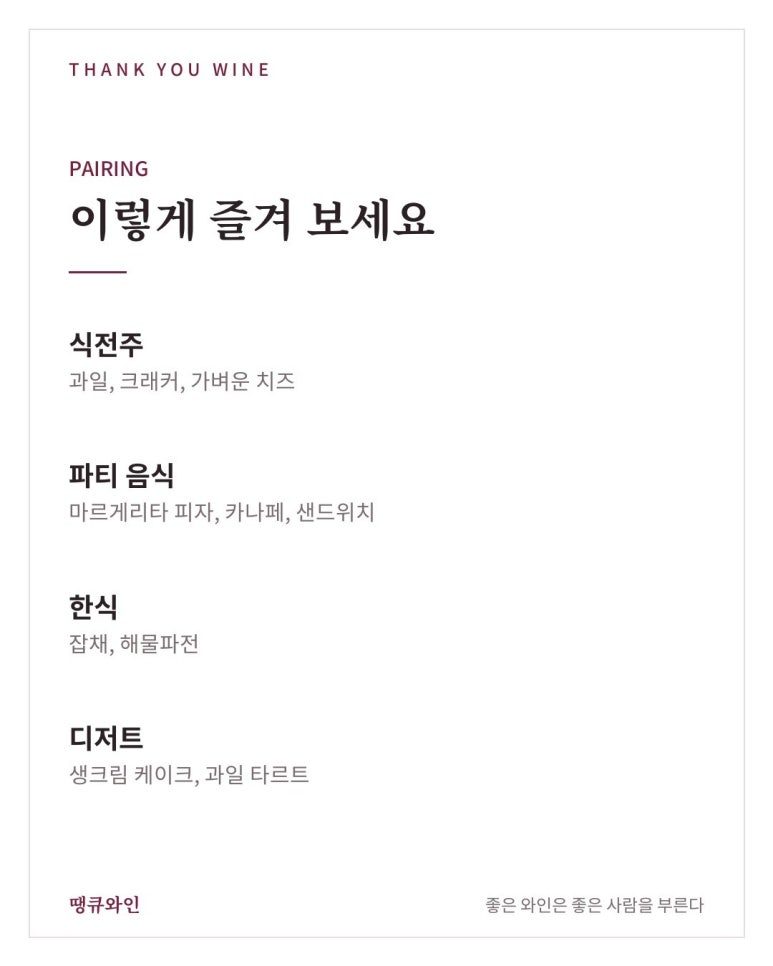 THANK YOU WINE
PAIRING
이렇게 즐겨 보세요
식전주
과일, 크래커, 가벼운 치즈
파티 음식
마르게리타 피자, 카나페, 샌드위치
한식
잡채, 해물파전
디저트
생크림 케이크, 과일 타르트
땡큐와인
좋은 와인은 좋은 사람을 부른다